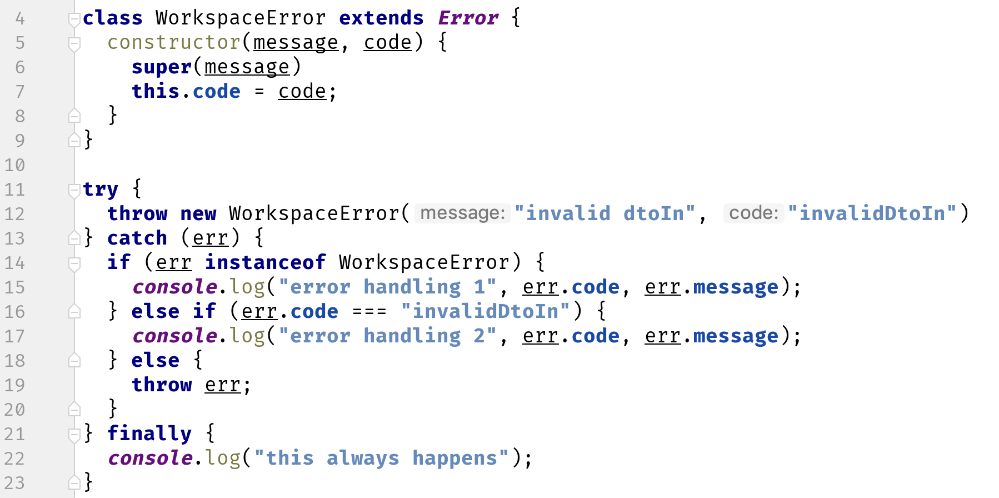 4 class WorkspaceError extends Error {
5   constructor(message, code) {
6     super(message)
7     this.code = code;
8   }
9 }
10
11 try {
12   throw new WorkspaceError( message: "invalid dtoIn", code: "invalidDtoIn")
13 } catch (err) {
14   if (err instanceof WorkspaceError) {
15     console.log("error handling 1", err.code, err.message);
16   } else if (err.code === "invalidDtoIn") {
17     console.log("error handling 2", err.code, err.message);
18   } else {
19     throw err;
20   }
21 } finally {
22   console.log("this always happens");
23 }